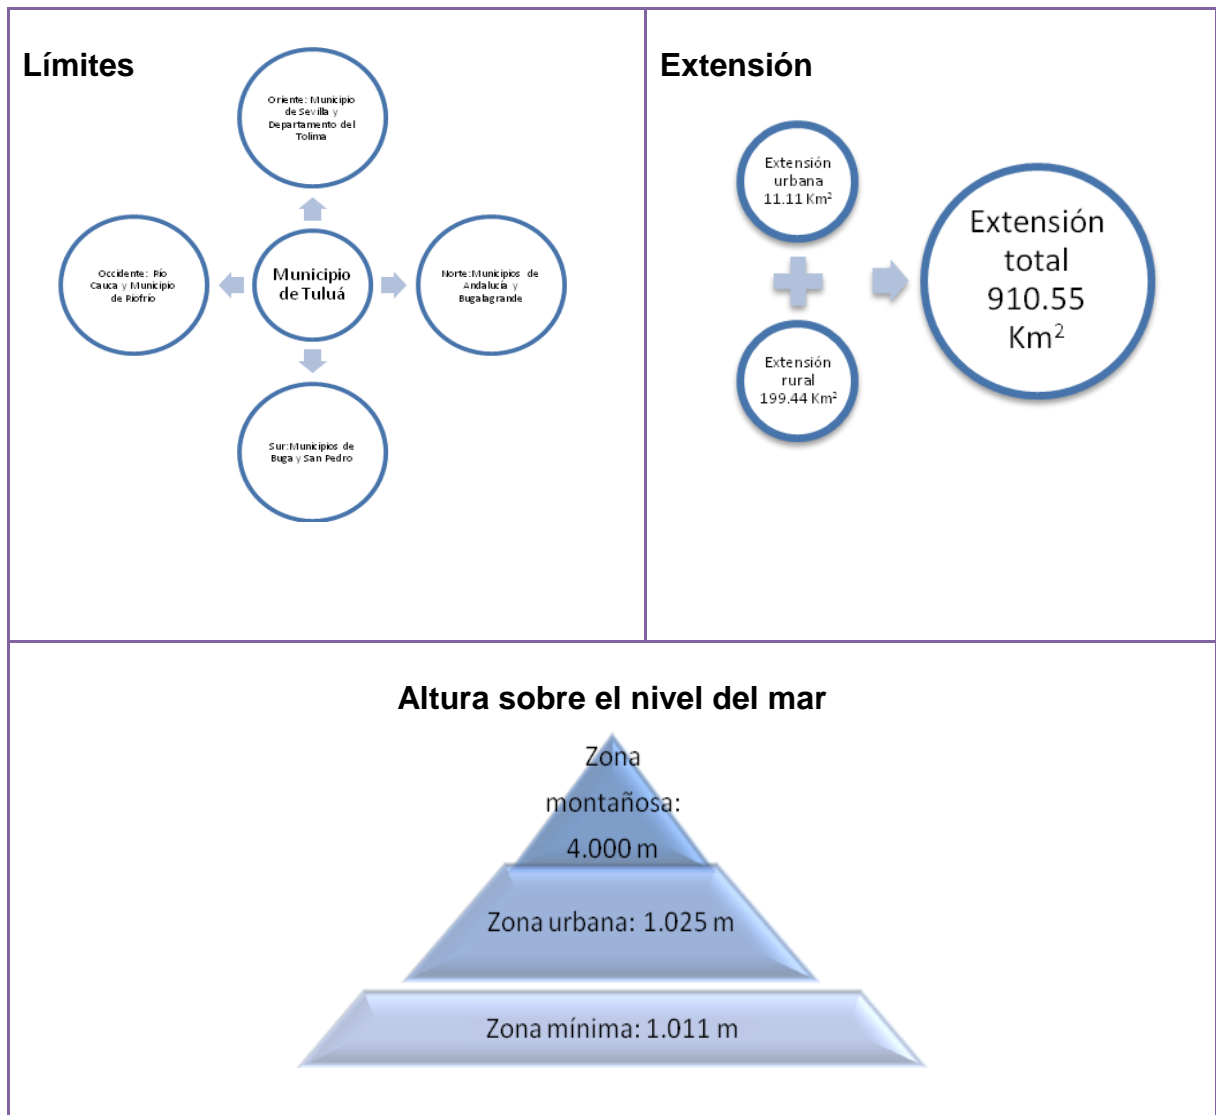 Límites
Oriente: Municipio
de Sevilla y
Departamento del
Tolima
Occidente: Río
Cauca y Municipio
de Riofrío
Municipio
de Tuluá
Norte:Municipios de
Andalucía y
Bugalagrande
Sur:Municipios de
Buga y San Pedro
Extensión
Extensión
urbana
11.11 Km²
Extensión
rural
199.44 Km²
Extensión
total
910.55
Km²
Altura sobre el nivel del mar
Zona
montañosa:
4.000 m
Zona urbana: 1.025 m
Zona mínima: 1.011 m